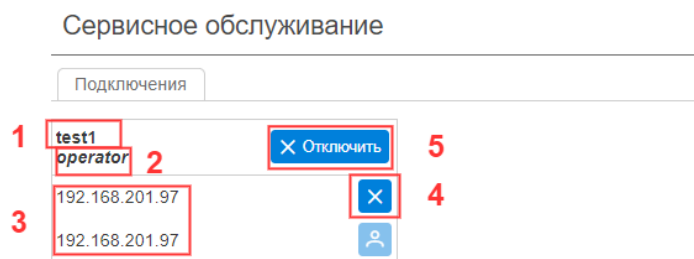 Сервисное обслуживание
Подключения
1 test1 Отключить 5
operator 2
192.168.201.97 4
3
192.168.201.97